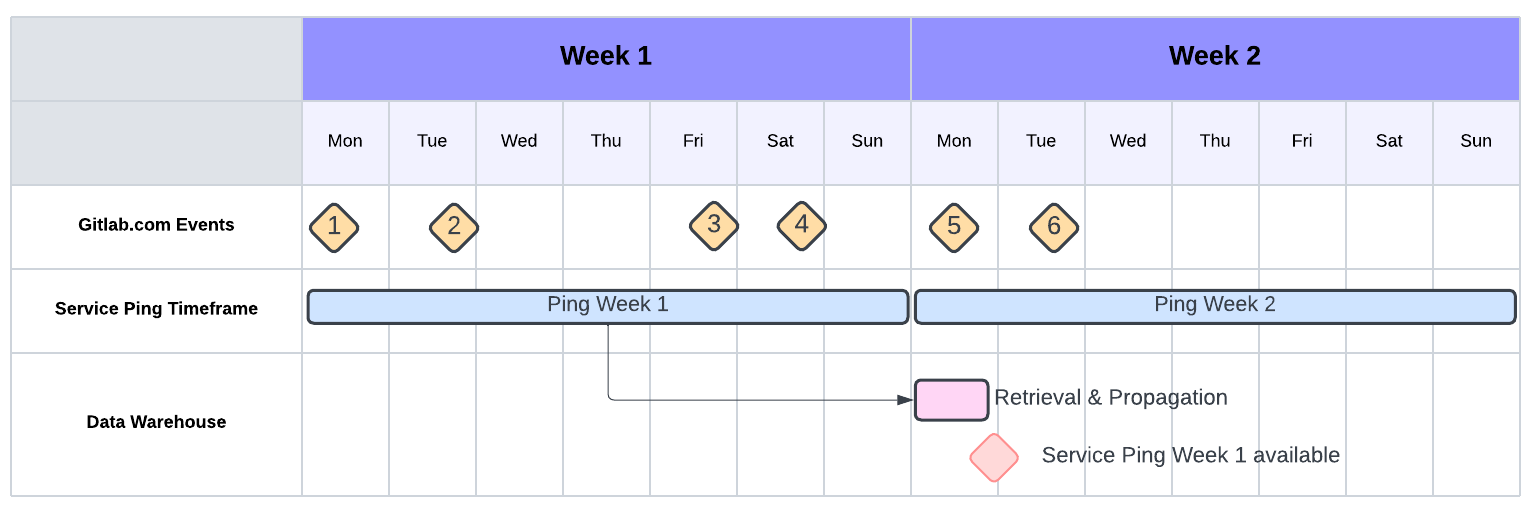 Week 1 Week 2
Mon Tue Wed Thu Fri Sat Sun Mon Tue Wed Thu Fri Sat Sun
Gitlab.com Events 1 2 3 4 5 6
Service Ping Timeframe Ping Week 1 Ping Week 2
Data Warehouse
Retrieval & Propagation
Service Ping Week 1 available